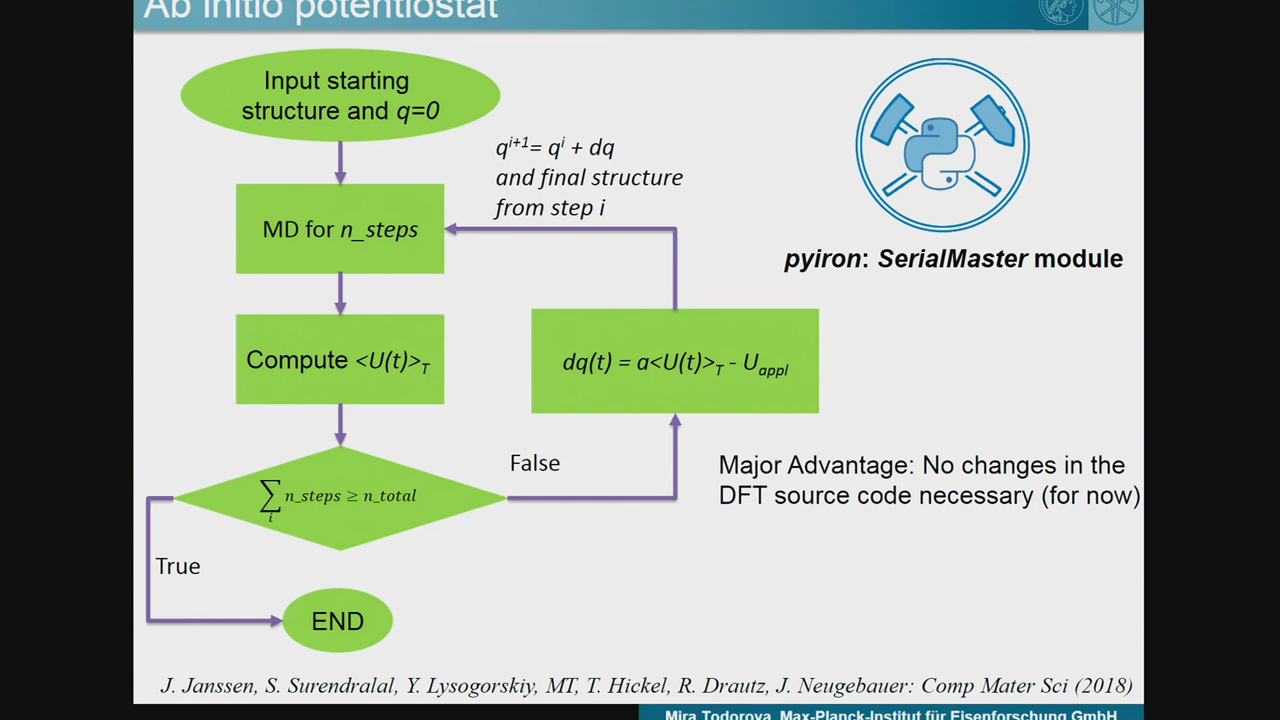 Ab initio potentiostat
Input starting
structure and q=0
q^{i+1}= q^i + dq
and final structure
from step i
MD for n_steps
pyiron: SerialMaster module
Compute <U(t)>_T
dq(t) = a<U(t)>_T - U_appl
False
Major Advantage: No changes in the
DFT source code necessary (for now)
∑_i n_steps ≥ n_total
True
END
J. Janssen, S. Surendralal, Y. Lysogorskiy, MT, T. Hickel, R. Drautz, J. Neugebauer: Comp Mater Sci (2018)
Mira Todorova, Max-Planck-Institut für Eisenforschung GmbH